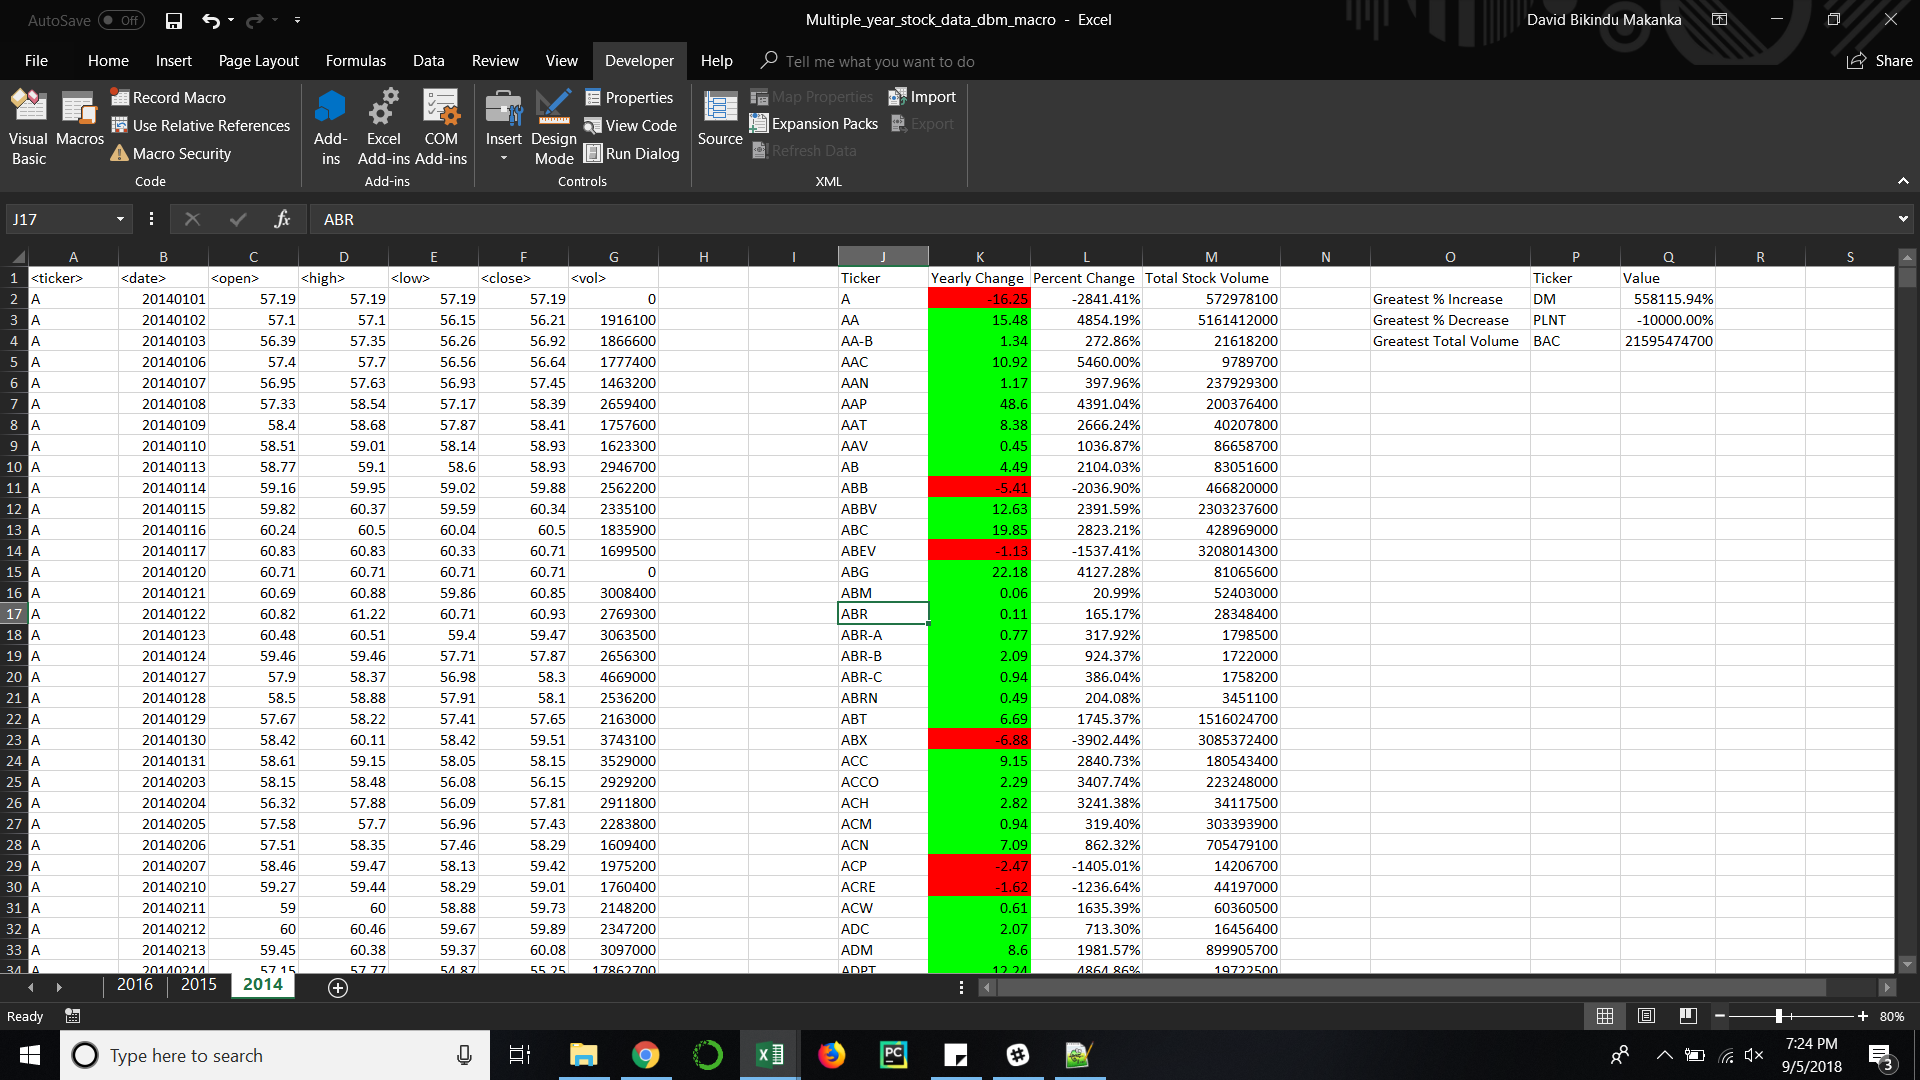 AutoSave Off Multiple_year_stock_data_dbm_macro - Excel David Bikindu Makanka
File Home Insert Page Layout Formulas Data Review View Developer Help Tell me what you want to do Share
Visual Basic Macros Record Macro Use Relative References Macro Security Code
Add-ins Excel Add-ins COM Add-ins Add-ins
Insert Design Mode Properties View Code Run Dialog Controls
Source Map Properties Expansion Packs Refresh Data Import Export XML
J17 fx ABR
A B C D E F G H I J K L M N O P Q R S
1 <ticker> <date> <open> <high> <low> <close> <vol> Ticker Yearly Change Percent Change Total Stock Volume Ticker Value
2 A 20140101 57.19 57.19 57.19 57.19 0 A -16.25 -2841.41% 572978100 Greatest % Increase DM 558115.94%
3 A 20140102 57.1 57.1 56.15 56.21 1916100 AA 15.48 4854.19% 5161412000 Greatest % Decrease PLNT -10000.00%
4 A 20140103 56.39 57.35 56.26 56.92 1866600 AA-B 1.34 272.86% 21618200 Greatest Total Volume BAC 21595474700
5 A 20140106 57.4 57.7 56.56 56.64 1777400 AAC 10.92 5460.00% 9789700
6 A 20140107 56.95 57.63 56.93 57.45 1463200 AAN 1.17 397.96% 237929300
7 A 20140108 57.33 58.54 57.17 58.39 2659400 AAP 48.6 4391.04% 200376400
8 A 20140109 58.4 58.68 57.87 58.41 1757600 AAT 8.38 2666.24% 40207800
9 A 20140110 58.51 59.01 58.14 58.93 1623300 AAV 0.45 1036.87% 86658700
10 A 20140113 58.77 59.1 58.6 58.93 2946700 AB 4.49 2104.03% 83051600
11 A 20140114 59.16 59.95 59.02 59.88 2562200 ABB -5.41 -2036.90% 466820000
12 A 20140115 59.82 60.37 59.59 60.34 2335100 ABBV 12.63 2391.59% 2303237600
13 A 20140116 60.24 60.5 60.04 60.5 1835900 ABC 19.85 2823.21% 428969000
14 A 20140117 60.83 60.83 60.33 60.71 1699500 ABEV -1.13 -1537.41% 3208014300
15 A 20140120 60.71 60.71 60.71 60.71 0 ABG 22.18 4127.28% 81065600
16 A 20140121 60.69 60.88 59.86 60.85 3008400 ABM 0.06 20.99% 52403000
17 A 20140122 60.82 61.22 60.71 60.93 2769300 ABR 0.11 165.17% 28348400
18 A 20140123 60.48 60.51 59.4 59.47 3063500 ABR-A 0.77 317.92% 1798500
19 A 20140124 59.46 59.46 57.71 57.87 2656300 ABR-B 2.09 924.37% 1722000
20 A 20140127 57.9 58.37 56.98 58.3 4669000 ABR-C 0.94 386.04% 1758200
21 A 20140128 58.5 58.88 57.91 58.1 2536200 ABRN 0.49 204.08% 3451100
22 A 20140129 57.67 58.22 57.41 57.65 2163000 ABT 6.69 1745.37% 1516024700
23 A 20140130 58.42 60.11 58.42 59.51 3743100 ABX -6.88 -3902.44% 3085372400
24 A 20140131 58.61 59.15 58.05 58.15 3529000 ACC 9.15 2840.73% 180543400
25 A 20140203 58.15 58.48 56.08 56.15 2929200 ACCO 2.29 3407.74% 223248000
26 A 20140204 56.32 57.88 56.09 57.81 2911800 ACH 2.82 3241.38% 34117500
27 A 20140205 57.58 57.7 56.96 57.43 2283800 ACM 0.94 319.40% 303393900
28 A 20140206 57.51 58.35 57.46 58.29 1609400 ACN 7.09 862.32% 705479100
29 A 20140207 58.46 59.47 58.13 59.42 1975200 ACP -2.47 -1405.01% 14206700
30 A 20140210 59.27 59.44 58.29 59.01 1760400 ACRE -1.62 -1236.64% 44197000
31 A 20140211 59 60 58.88 59.73 2148200 ACW 0.61 1635.39% 60360500
32 A 20140212 60 60.46 59.67 59.89 2347200 ADC 2.07 713.30% 16456400
33 A 20140213 59.45 60.38 59.37 60.08 3097000 ADM 8.6 1981.57% 899905700
34 A 20140214 57.15 57.77 54.87 55.25 17862700 ADPT 12.24 4864.86% 19722500
2016 2015 2014
Ready 80%
Type here to search 7:24 PM
9/5/2018 3